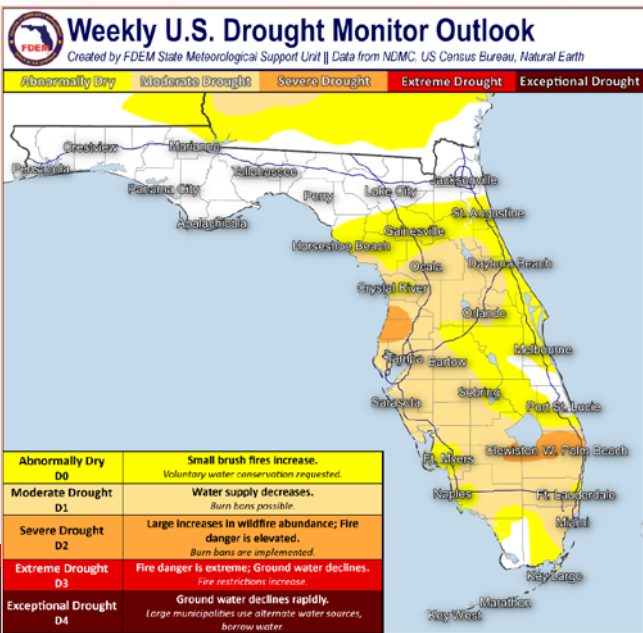 FDEM
Weekly U.S. Drought Monitor Outlook
Created by FDEM State Meteorological Support Unit || Data from NDMC, US Census Bureau, Natural Earth
Abnormally Dry
Moderate Drought
Severe Drought
Extreme Drought
Exceptional Drought
Crestview
Marianna
Pensacola
Tallahassee
Jacksonville
Panama City
Perry
Lake City
Apalachicola
St. Augustine
Gainesville
Horseshoe Beach
Ocala
Daytona Beach
Crystal River
Orlando
Tampa
Bartow
Melbourne
Sebring
Sarasota
Port St. Lucie
Clewiston
W. Palm Beach
Ft. Myers
Naples
Ft. Lauderdale
Miami
Key Largo
Marathon
Key West
Abnormally Dry
D0
Small brush fires increase.
Voluntary water conservation requested.
Moderate Drought
D1
Water supply decreases.
Burn bans possible.
Severe Drought
D2
Large increases in wildfire abundance; Fire
danger is elevated.
Burn bans are implemented.
Extreme Drought
D3
Fire danger is extreme; Ground water declines.
Fire restrictions increase.
Exceptional Drought
D4
Ground water declines rapidly.
Large municipalities use alternate water sources,
borrow water.